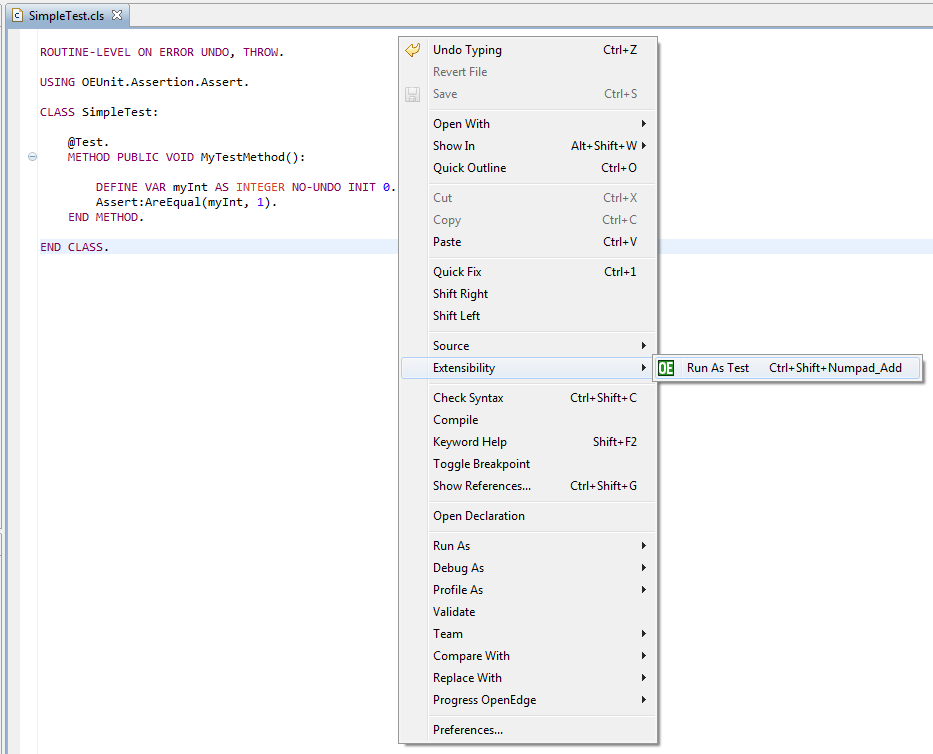 SimpleTest.cls
ROUTINE-LEVEL ON ERROR UNDO, THROW.
USING OEUnit.Assertion.Assert.
CLASS SimpleTest:
@Test.
METHOD PUBLIC VOID MyTestMethod():
DEFINE VAR myInt AS INTEGER NO-UNDO INIT 0.
Assert:AreEqual(myInt, 1).
END METHOD.
END CLASS.
Undo Typing Ctrl+Z
Revert File
Save Ctrl+S
Open With
Show In Alt+Shift+W
Quick Outline Ctrl+O
Cut Ctrl+X
Copy Ctrl+C
Paste Ctrl+V
Quick Fix Ctrl+1
Shift Right
Shift Left
Source
Extensibility
OE Run As Test Ctrl+Shift+Numpad_Add
Check Syntax Ctrl+Shift+C
Compile
Keyword Help Shift+F2
Toggle Breakpoint
Show References... Ctrl+Shift+G
Open Declaration
Run As
Debug As
Profile As
Validate
Team
Compare With
Replace With
Progress OpenEdge
Preferences...